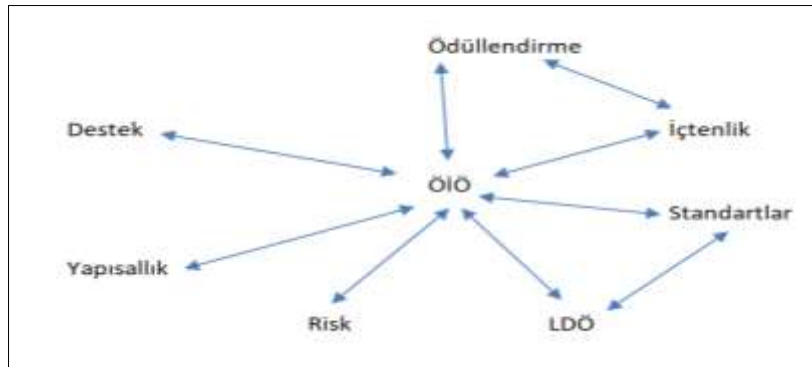 Ödüllendirme
Destek
İçtenlik
ÖİÖ
Standartlar
Yapısallık
Risk
LDÖ